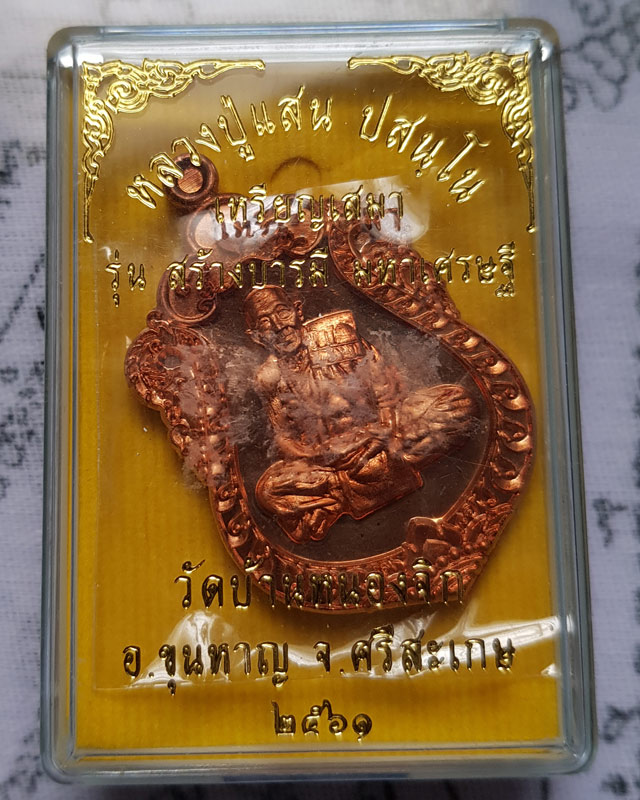 หลวงปู่แสน ปสนฺโน
เหรียญเสมา
รุ่น สร้างบารมี มหาเศรษฐี
วัดบ้านหนองจิก
อ.ขุนหาญ จ.ศรีสะเกษ
๒๕๖๑